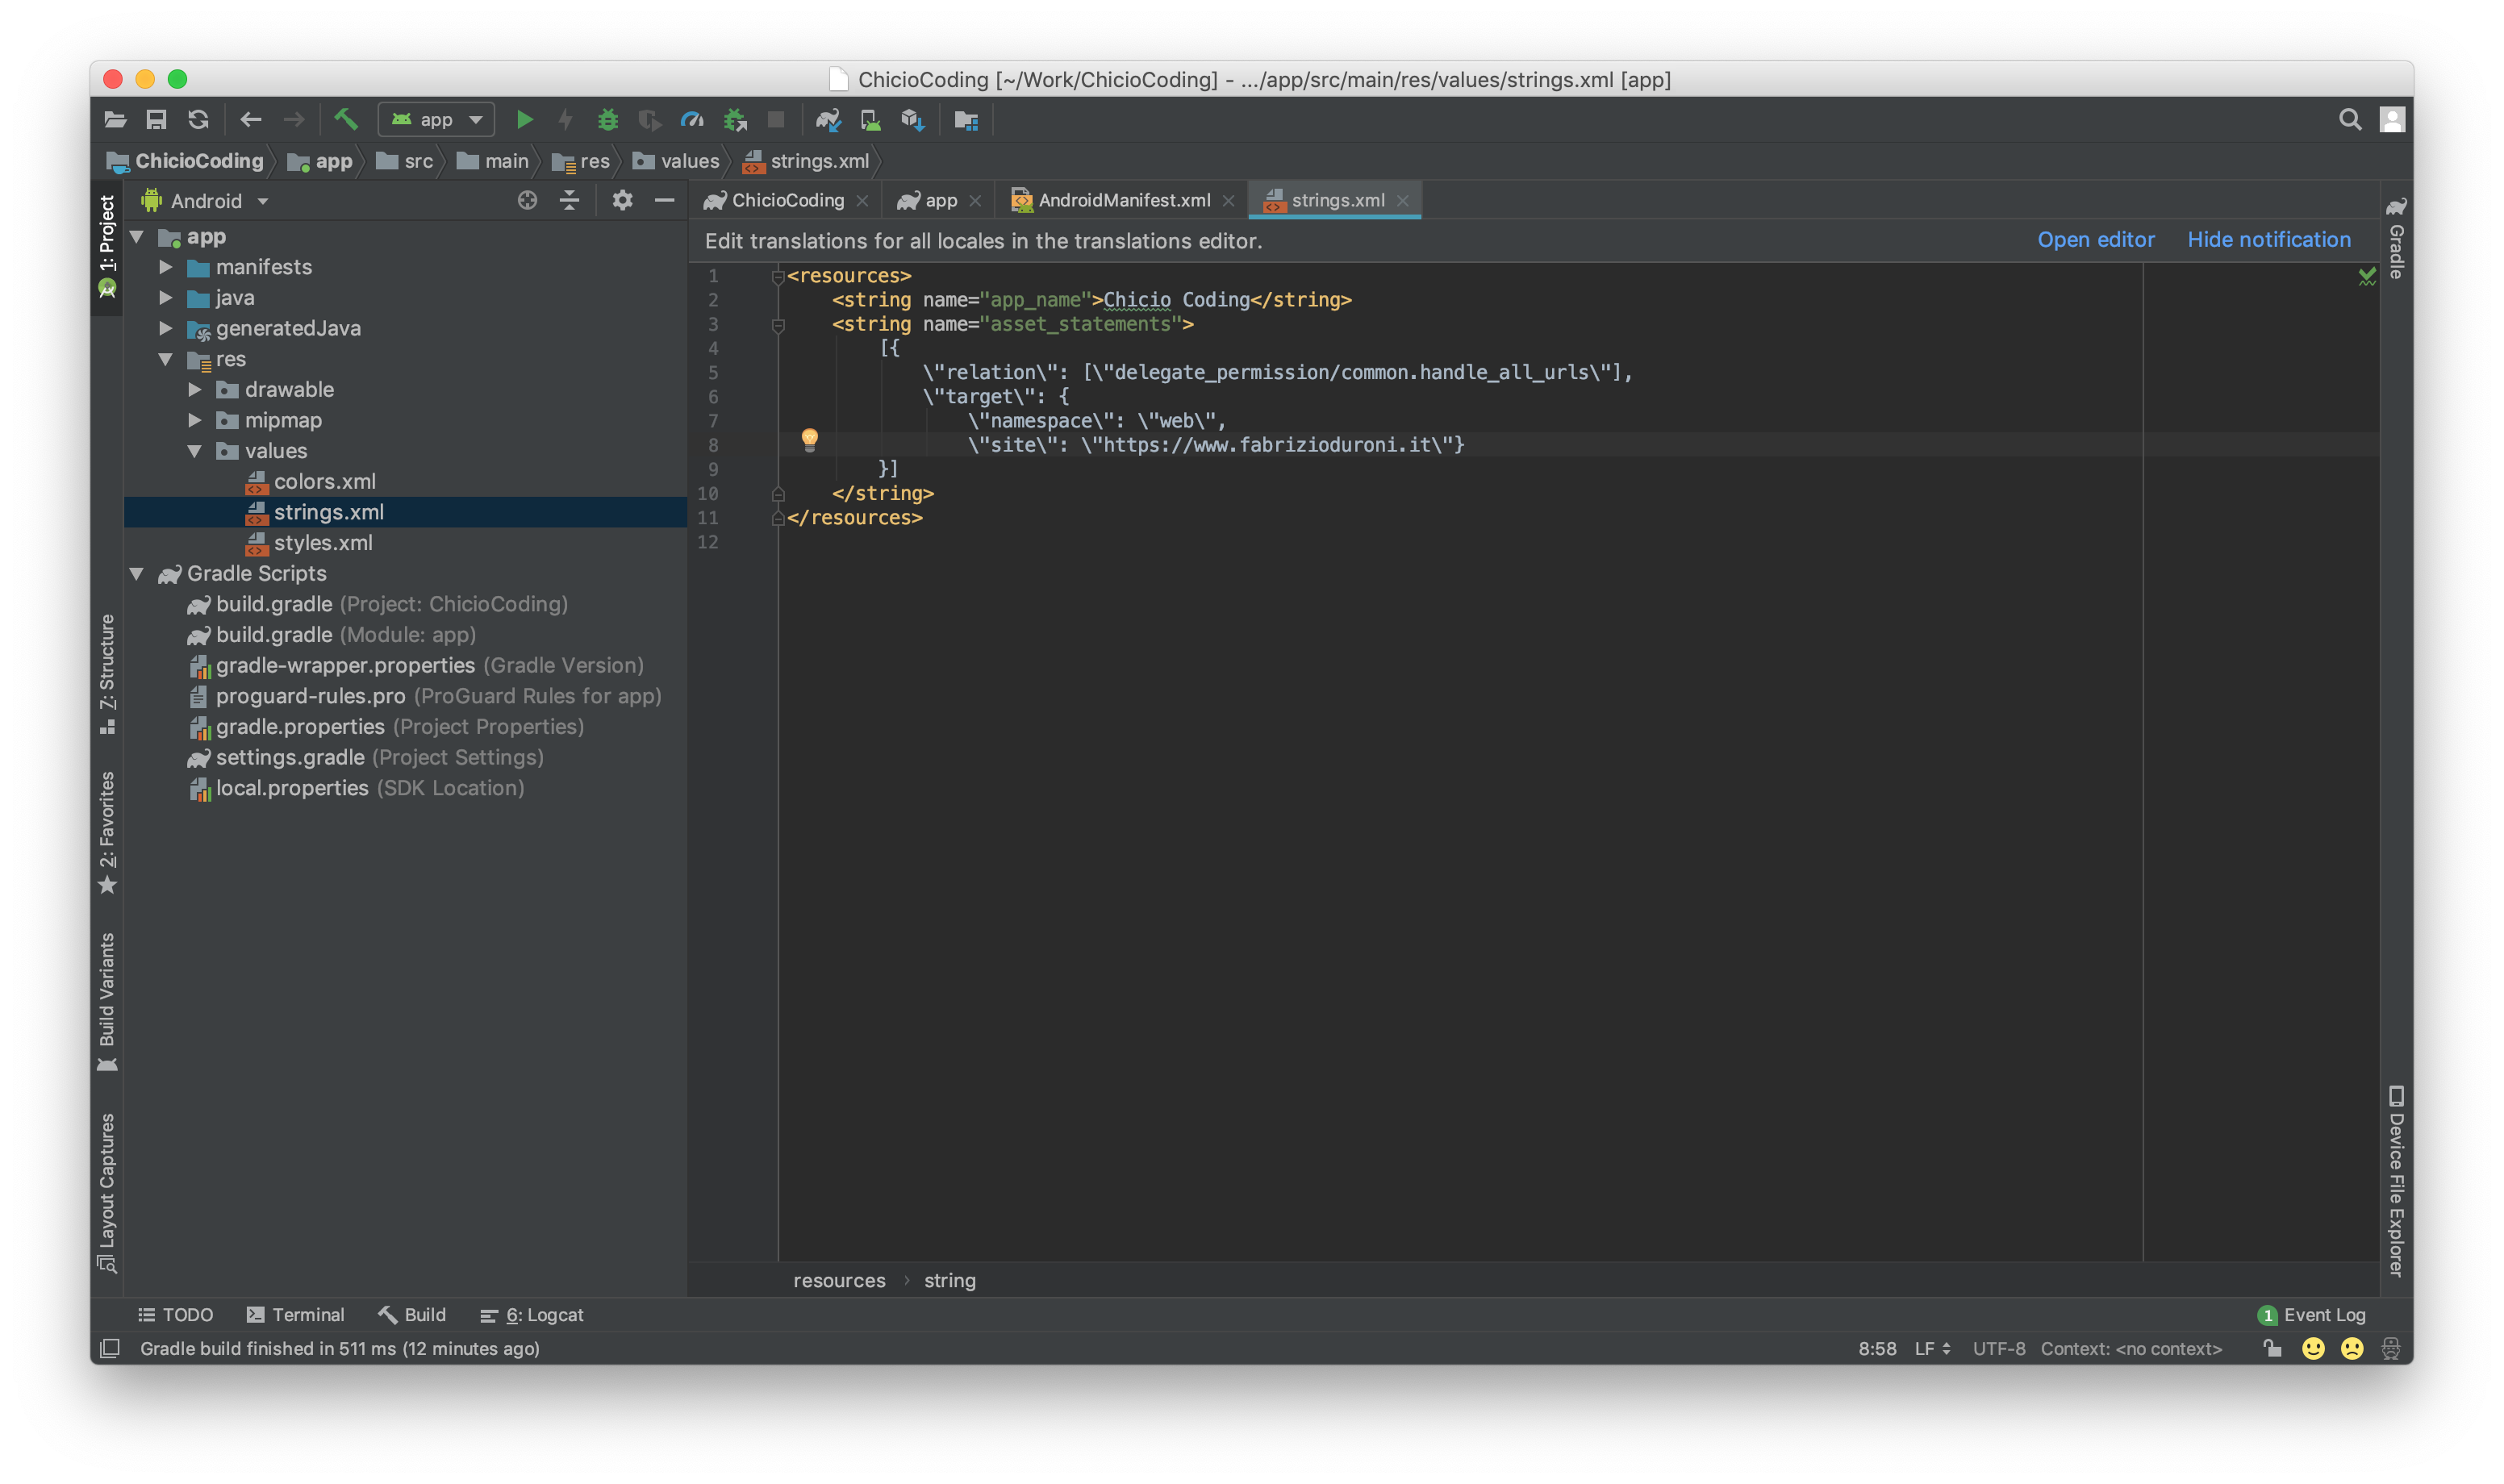 ChicioCoding [~/Work/ChicioCoding] - .../app/src/main/res/values/strings.xml [app]
app
ChicioCoding app src main res values strings.xml
1: Project
Android
ChicioCoding app AndroidManifest.xml strings.xml
Gradle
Edit translations for all locales in the translations editor. Open editor Hide notification
app
manifests
java
generatedJava
res
drawable
mipmap
values
colors.xml
strings.xml
styles.xml
Gradle Scripts
build.gradle (Project: ChicioCoding)
build.gradle (Module: app)
gradle-wrapper.properties (Gradle Version)
proguard-rules.pro (ProGuard Rules for app)
gradle.properties (Project Properties)
settings.gradle (Project Settings)
local.properties (SDK Location)
1 <resources>
2 <string name="app_name">Chicio Coding</string>
3 <string name="asset_statements">
4 [{
5 \"relation\": [\"delegate_permission/common.handle_all_urls\"],
6 \"target\": {
7 \"namespace\": \"web\",
8 \"site\": \"https://www.fabrizioduroni.it\"}
9 }]
10 </string>
11 </resources>
12
7: Structure
2: Favorites
Build Variants
Layout Captures
Device File Explorer
resources › string
TODO Terminal Build 6: Logcat 1 Event Log
Gradle build finished in 511 ms (12 minutes ago) 8:58 LF UTF-8 Context: <no context>